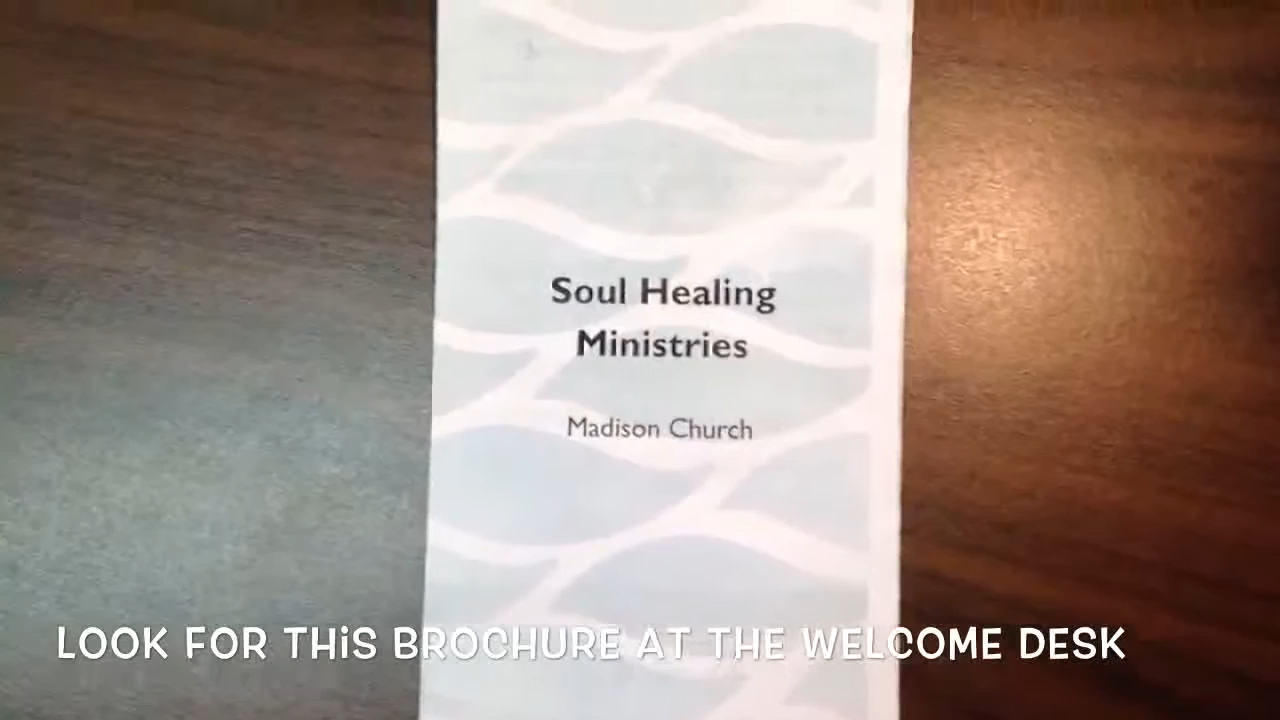 Soul Healing
Ministries
Madison Church
LOOK FOR THiS BROCHURE AT THE WELCOME DESK